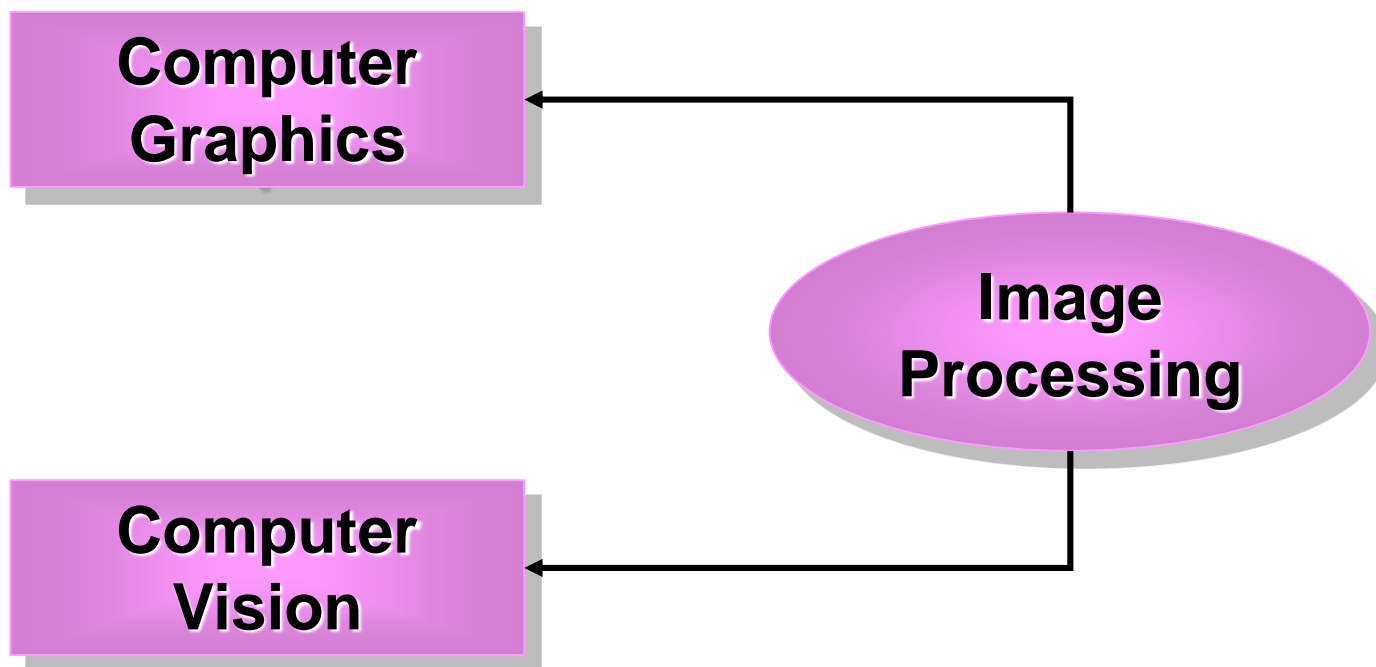 Computer
Graphics
Image
Processing
Computer
Vision